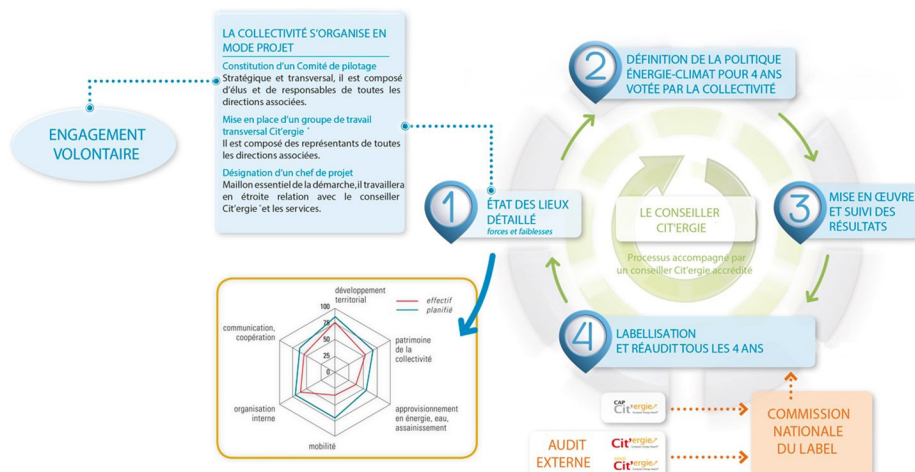 ENGAGEMENT
VOLONTAIRE
LA COLLECTIVITÉ S'ORGANISE EN
MODE PROJET
Constitution d'un Comité de pilotage
Stratégique et transversal, il est composé
d'élus et de responsables de toutes les
directions associées.
Mise en place d'un groupe de travail
transversal Cit'ergie
Il est composé des représentants de toutes
les directions associées.
Désignation d'un chef de projet
Maillon essentiel de la démarche, il travaillera
en étroite relation avec le conseiller
Cit'ergie et les services.
1
ÉTAT DES LIEUX
DÉTAILLÉ
forces et faiblesses
2
DÉFINITION DE LA POLITIQUE
ÉNERGIE-CLIMAT POUR 4 ANS
VOTÉE PAR LA COLLECTIVITÉ
3
MISE EN ŒUVRE
ET SUIVI DES
RÉSULTATS
LE CONSEILLER
CIT'ERGIE
Processus accompagné par
un conseiller Cit'ergie accrédité
4
LABELLISATION
ET RÉAUDIT TOUS LES 4 ANS
développement
territorial
effectif
planifié
100
75
50
25
0
communication,
coopération
patrimoine
de la
collectivité
organisation
interne
approvisionnement
en énergie, eau,
assainissement
mobilité
CAP
Cit'ergie
AUDIT
EXTERNE
Cit'ergie
Cit'ergie
COMMISSION
NATIONALE
DU LABEL